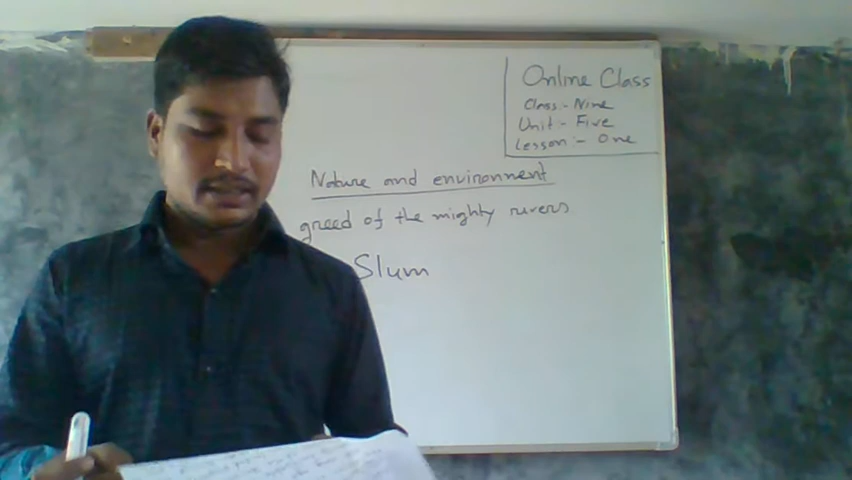 Online Class
Class:- Nine
Unit:- Five
Lesson:- One
Nature and environment
greed of the mighty rivers
Slum